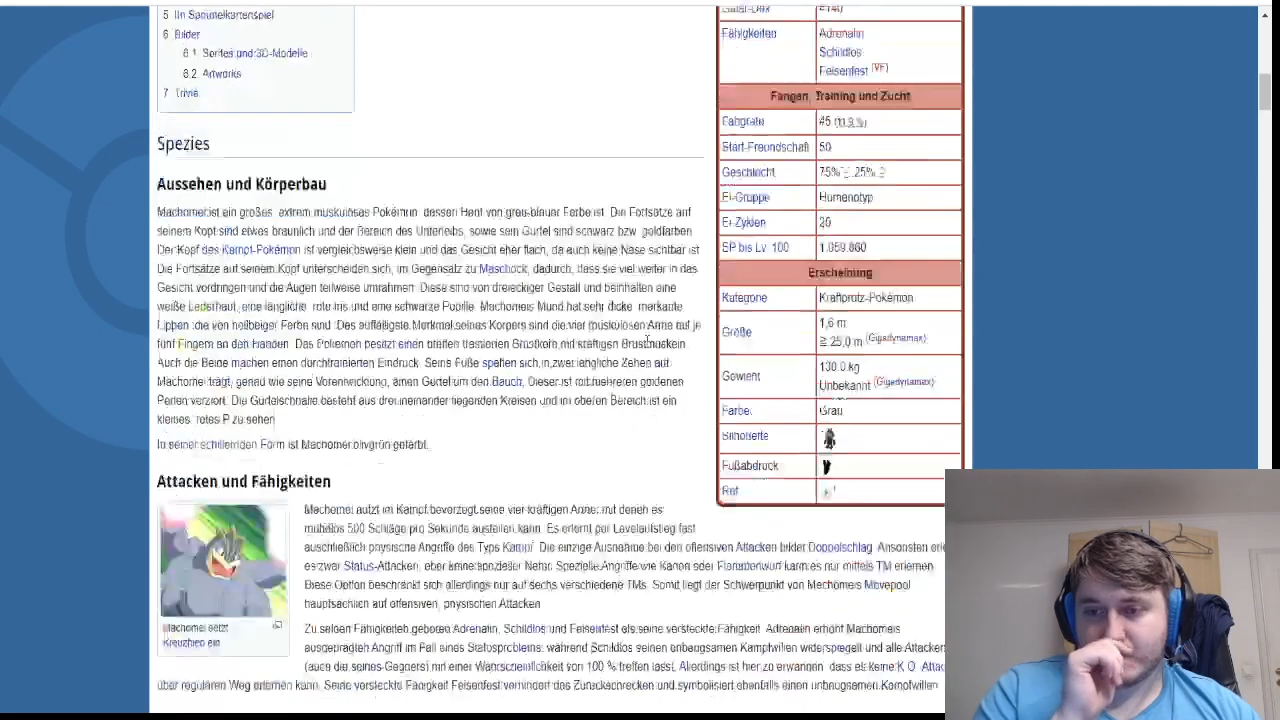 5 Im Sammelkartenspiel
6 Bilder
6.1 Sprites und 3D-Modelle
6.2 Artworks
7 Trivia
Spezies
Aussehen und Körperbau
Machomei ist ein großes, extrem muskulöses Pokémon, dessen Haut von grau-blauer Farbe ist. Die Fortsätze auf
seinem Kopf sind etwas bräunlich und der Bereich des Unterleibs, sowie sein Gürtel sind schwarz bzw. goldfarben.
Der Kopf des Kampf-Pokémon ist vergleichsweise klein und das Gesicht eher flach, da auch keine Nase sichtbar ist.
Die Fortsätze auf seinem Kopf unterscheiden sich, im Gegensatz zu Maschock, dadurch, dass sie viel weiter in das
Gesicht vordringen und die Augen teilweise umrahmen. Diese sind von dreieckiger Gestalt und beinhalten eine
weiße Lederhaut, eine längliche, rote Iris und eine schwarze Pupille. Machomeis Mund hat sehr dicke, markante
Lippen, die von hellbeiger Farbe sind. Das auffälligste Merkmal seines Körpers sind die vier muskulösen Arme mit je
fünf Fingern an den Händen. Das Pokémon besitzt einen breiten trainierten Brustkorb mit kräftigen Brustmuskeln.
Auch die Beine machen einen durchtrainierten Eindruck. Seine Füße spalten sich in zwei längliche Zehen auf.
Machomei trägt, genau wie seine Vorentwicklung, einen Gürtel um den Bauch. Dieser ist mit mehreren goldenen
Perlen verziert. Die Gürtelschnalle besteht aus drei ineinander liegenden Kreisen und im oberen Bereich ist ein
kleines, rotes P zu sehen.
In seiner schillernden Form ist Machomei olivgrün gefärbt.
Attacken und Fähigkeiten
Machomei setzt
Kreuzhieb ein
Machomei nutzt im Kampf bevorzugt seine vier kräftigen Arme, mit denen es
mühelos 500 Schläge pro Sekunde austeilen kann. Es erlernt per Levelaufstieg fast
ausschließlich physische Angriffe des Typs Kampf. Die einzige Ausnahme bei den offensiven Attacken bildet Doppelschlag. Ansonsten
es zwar Status-Attacken, aber keine spezieller Natur. Spezielle Angriffe wie Kanon oder Flammenwurf kann es nur mittels TM erlernen.
Diese Option beschränkt sich allerdings nur auf sechs verschiedene TMs. Somit liegt der Schwerpunkt von Machomeis Movepool
hauptsächlich auf offensiven, physischen Attacken.
Zu seinen Fähigkeiten gehören Adrenalin, Schildlos und Felsenfest als seine versteckte Fähigkeit. Adrenalin erhöht Machomeis
ausgeprägten Angriff im Fall eines Statusproblems, während Schildlos seinen unbeugsamen Kampfwillen widerspiegelt und alle Attacken
(auch die seines Gegners) mit einer Wahrscheinlichkeit von 100 % treffen lässt. Allerdings ist hier zu erwähnen, dass es keine K.O.-
über regulären Weg erlernen kann. Seine versteckte Fähigkeit Felsenfest verhindert das Zurückschrecken und symbolisiert ebenfalls einen unbeugsamen Kampfwillen.
Galar-Dex #140
Fähigkeiten Adrenalin
Schildlos
Felsenfest (VF)
Fangen, Training und Zucht
Fangrate 45
Start-Freundschaft 50
Geschlecht 75% 25%
Ei-Gruppe Humanotyp
Ei-Zyklen 20
EP bis Lv. 100 1.059.860
Erscheinung
Kategorie Kraftprotz-Pokémon
Größe 1,6 m
≧ 25,0 m (Gigadynamax)
Gewicht 130,0 kg
Unbekannt (Gigadynamax)
Farbe Grau
Silhouette
Fußabdruck
Ruf